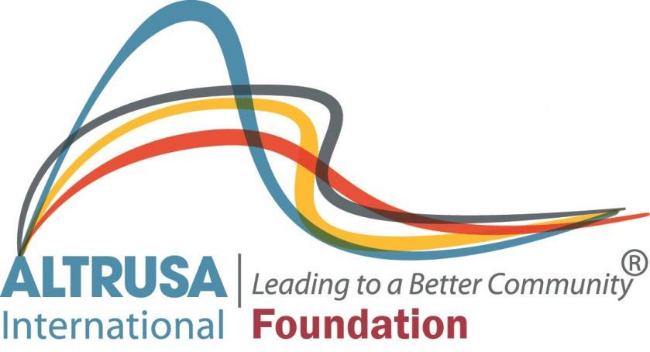 ALTRUSA | Leading to a Better Community®
International Foundation